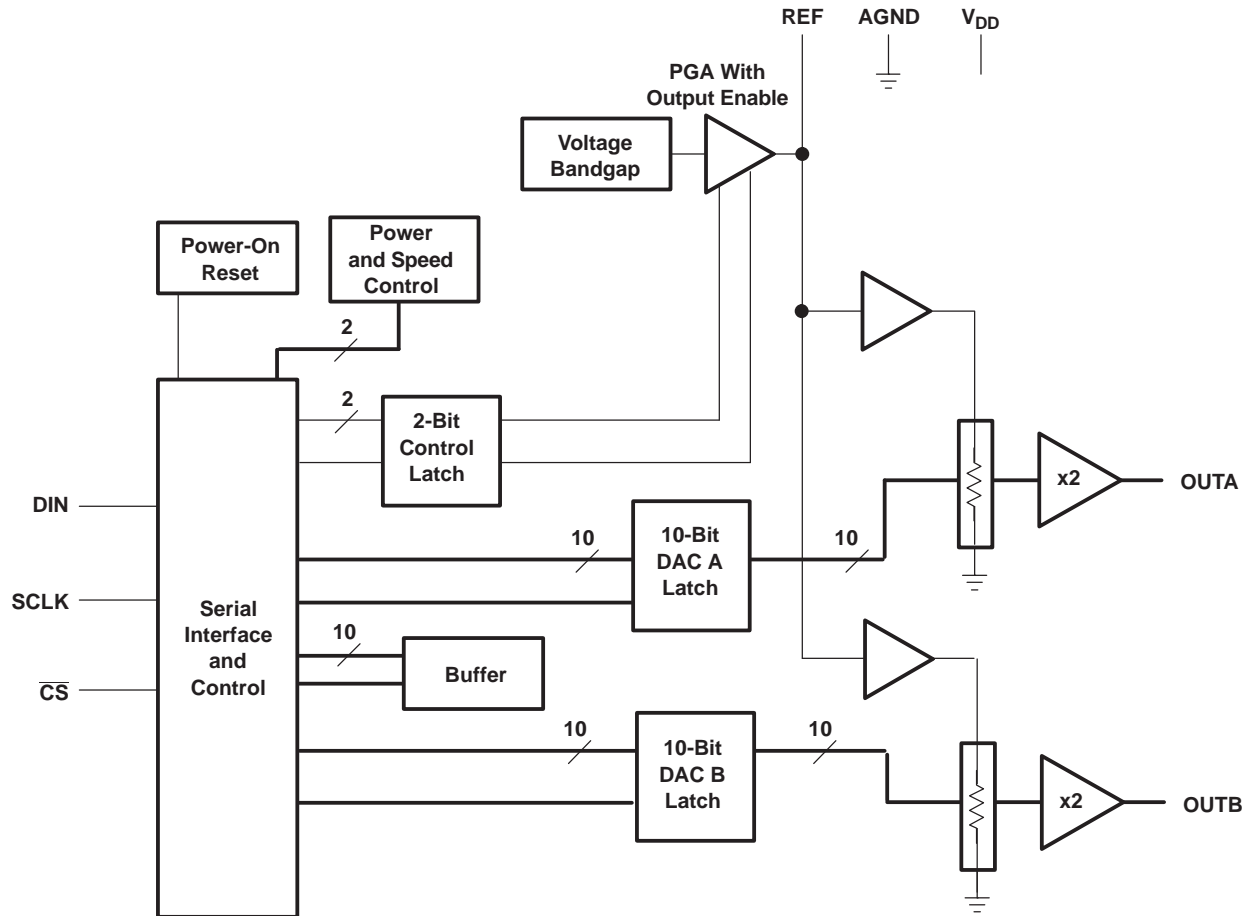 REF AGND VDD
PGA With
Output Enable
Voltage
Bandgap
Power-On
Reset
Power
and Speed
Control
2
2
2-Bit
Control
Latch
x2
OUTA
DIN
10
10-Bit
DAC A
Latch
10
SCLK
Serial
Interface
and
Control
10
Buffer
CS
10
10-Bit
DAC B
Latch
10
x2
OUTB